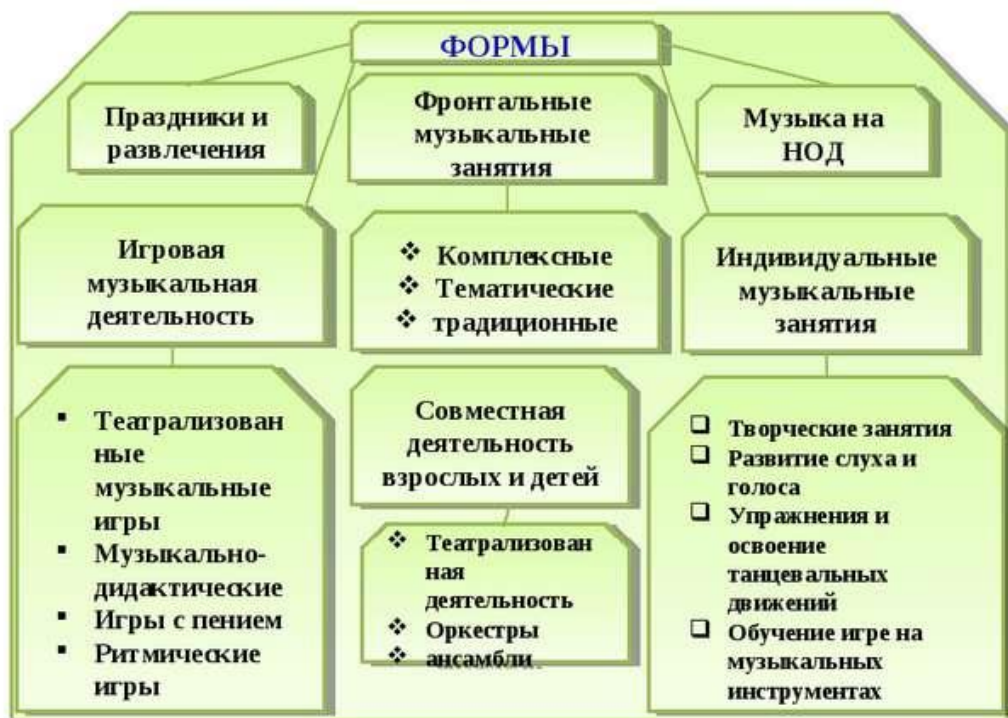 ФОРМЫ
Праздники и
развлечения
Фронтальные
музыкальные
занятия
Музыка на
НОД
Игровая
музыкальная
деятельность
Комплексные
Тематические
традиционные
Индивидуальные
музыкальные
занятия
Театрализован
ные
музыкальные
игры
Музыкально-
дидактические
Игры с пением
Ритмические
игры
Совместная
деятельность
взрослых и детей
Театрализован
ная
деятельность
Оркестры
ансамбли
Творческие занятия
Развитие слуха и
голоса
Упражнения и
освоение
танцевальных
движений
Обучение игре на
музыкальных
инструментах